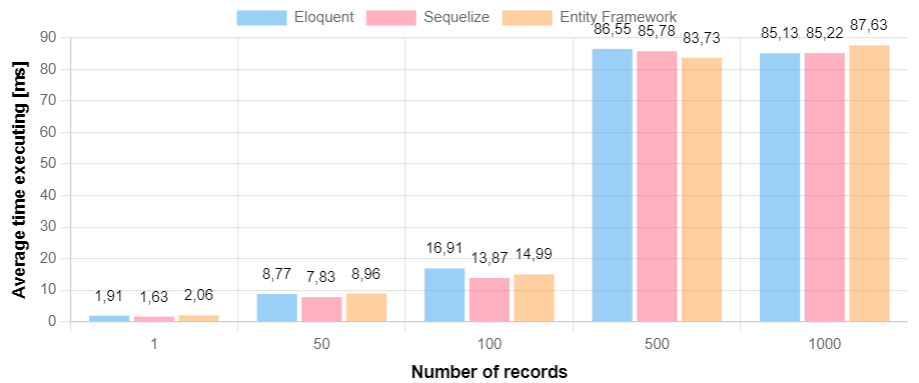 Eloquent Sequelize Entity Framework
Average time executing [ms]
90
80
70
60
50
40
30
20
10
0
1,91 1,63 2,06
8,77 7,83 8,96
16,91 13,87 14,99
86,55 85,78 83,73
85,13 85,22 87,63
1 50 100 500 1000
Number of records